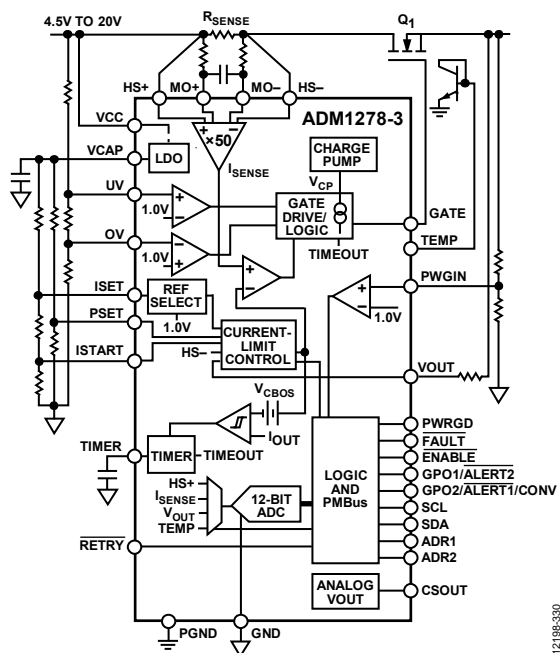 4.5V TO 20V
RSENSE
Q1
HS+
MO+
MO–
HS–
ADM1278-3
VCC
VCAP
LDO
+
–
×50
ISENSE
CHARGE
PUMP
VCP
UV
+
–
1.0V
GATE
DRIVE/
LOGIC
TIMEOUT
GATE
TEMP
OV
–
+
1.0V
+
–
PWGIN
+
–
1.0V
ISET
REF
SELECT
1.0V
PSET
ISTART
HS–
CURRENT-
LIMIT
CONTROL
VOUT
VCBOS
IOUT
TIMER
TIMER
TIMEOUT
PWRGD
FAULT
ENABLE
GPO1/ALERT2
GPO2/ALERT1/CONV
SCL
SDA
ADR1
ADR2
LOGIC
AND
PMBus
HS+
ISENSE
VOUT
TEMP
12-BIT
ADC
RETRY
ANALOG
VOUT
CSOUT
PGND
GND
12198-330